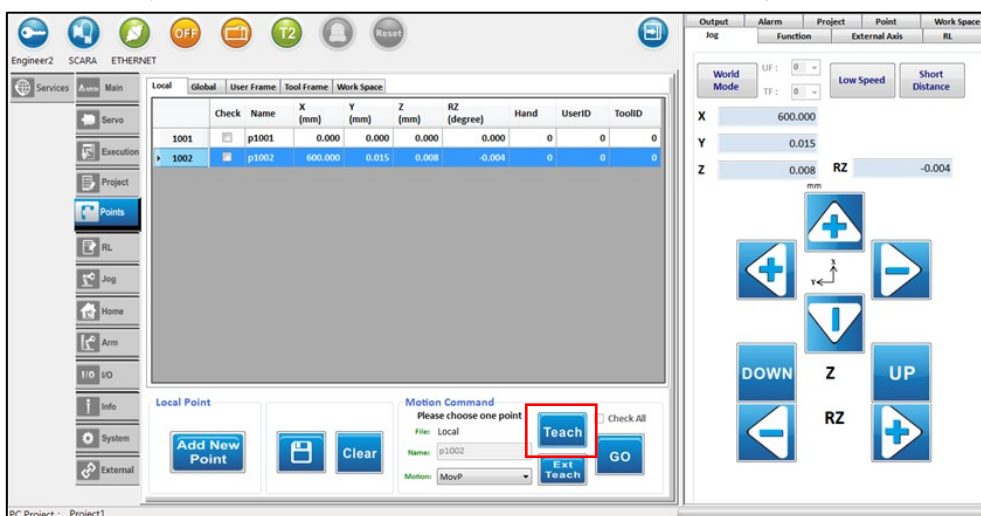 OFF
T2
Reset
Engineer2 SCARA ETHERNET
Services
Main
Servo
Execution
Project
Points
RL
Jog
Home
Arm
I/O I/O
Info
System
External
Local Global User Frame Tool Frame Work Space
Check Name X (mm) Y (mm) Z (mm) RZ (degree) Hand UserID ToolID
1001 p1001 0.000 0.000 0.000 0.000 0 0 0
1002 p1002 600.000 0.015 0.008 -0.004 0 0 0
Local Point
Add New Point
Clear
Motion Command
Please choose one point
File: Local
Name: p1002
Motion: MovP
Teach
Ext Teach
Check All
GO
PC Project : Project1
Output Alarm Project Point Work Space
Jog Function External Axis RL
World Mode
UF : 0
TF : 0
Low Speed
Short Distance
X 600.000
Y 0.015
Z 0.008 RZ -0.004
mm
X
Y
DOWN Z UP
RZ